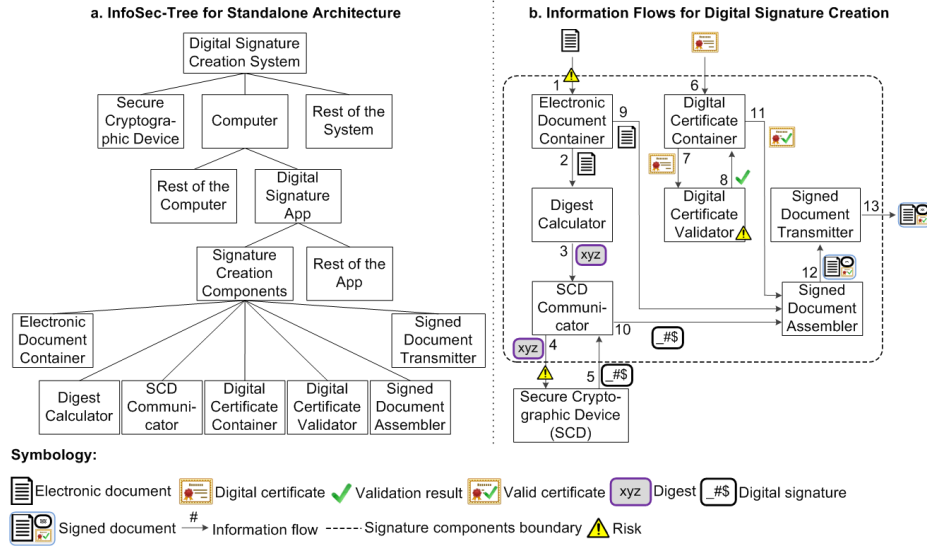 a. InfoSec-Tree for Standalone Architecture
Digital Signature
Creation System
Secure
Cryptogra-
phic Device
Computer
Rest of the
System
Rest of the
Computer
Digital
Signature
App
Signature
Creation
Components
Rest of the
App
Electronic
Document
Container
Signed
Document
Transmitter
Digest
Calculator
SCD
Communi-
cator
Digital
Certificate
Container
Digital
Certificate
Validator
Signed
Document
Assembler
b. Information Flows for Digital Signature Creation
1
Electronic
Document
Container
9
2
Digest
Calculator
3
xyz
SCD
Communi-
cator
10
_#$
xyz
4
5
_#$
Secure Crypto-
graphic Device
(SCD)
6
Digital
Certificate
Container
11
7
8
Digital
Certificate
Validator
Signed
Document
Transmitter
13
12
Signed
Document
Assembler
Symbology:
Electronic document
Digital certificate
Validation result
Valid certificate
xyz
Digest
_#$
Digital signature
Signed document
#
Information flow
Signature components boundary
Risk